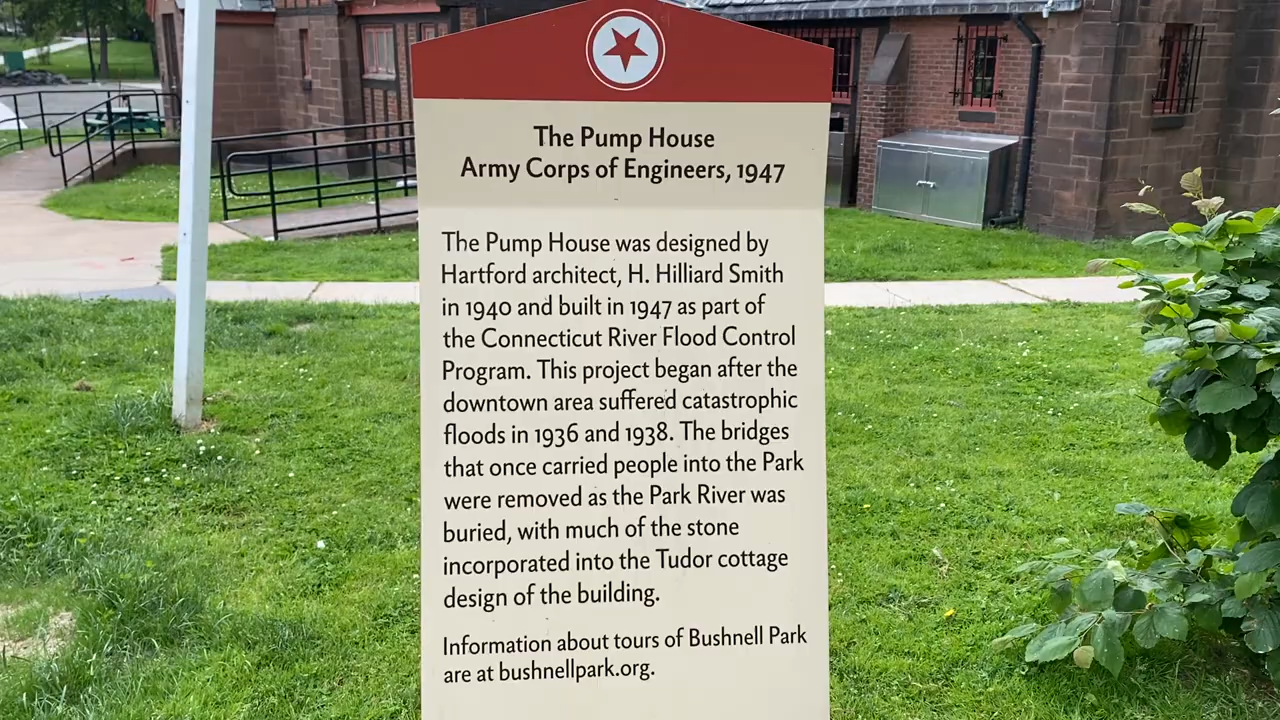 The Pump House
Army Corps of Engineers, 1947
The Pump House was designed by
Hartford architect, H. Hilliard Smith
in 1940 and built in 1947 as part of
the Connecticut River Flood Control
Program. This project began after the
downtown area suffered catastrophic
floods in 1936 and 1938. The bridges
that once carried people into the Park
were removed as the Park River was
buried, with much of the stone
incorporated into the Tudor cottage
design of the building.
Information about tours of Bushnell Park
are at bushnellpark.org.